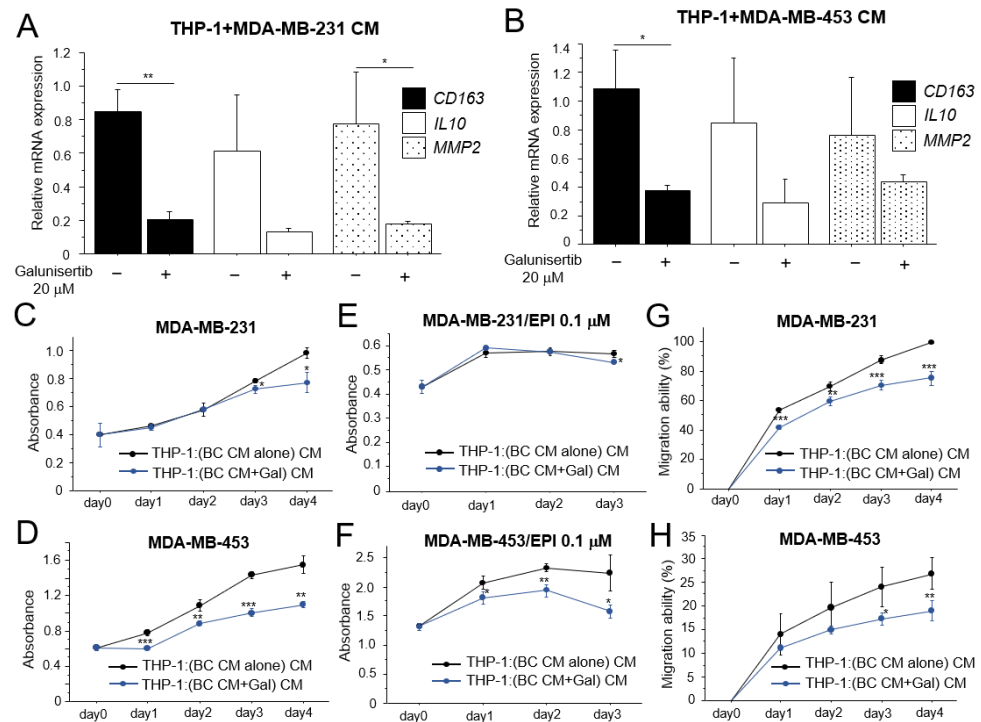 A
THP-1+MDA-MB-231 CM
Relative mRNA expression
1.2
1.0
0.8
0.6
0.4
0.2
0
**
*
CD163
IL10
MMP2
Galunisertib
20 µM
− + − + − +
B
THP-1+MDA-MB-453 CM
Relative mRNA expression
1.4
1.2
1.0
0.8
0.6
0.4
0.2
0
*
CD163
IL10
MMP2
Galunisertib
20 µM
− + − + − +
C
MDA-MB-231
Absorbance
1.0
0.8
0.6
0.4
0.2
0
*
*
THP-1:(BC CM alone) CM
THP-1:(BC CM+Gal) CM
day0 day1 day2 day3 day4
E
MDA-MB-231/EPI 0.1 µM
Absorbance
0.6
0.5
0.4
0.3
0.2
0.1
0
*
THP-1:(BC CM alone) CM
THP-1:(BC CM+Gal) CM
day0 day1 day2 day3
G
MDA-MB-231
Migration ability (%)
100
80
60
40
20
0
***
**
***
***
THP-1:(BC CM alone) CM
THP-1:(BC CM+Gal) CM
day0 day1 day2 day3 day4
D
MDA-MB-453
Absorbance
1.6
1.2
0.8
0.6
0.2
0
***
**
***
**
THP-1:(BC CM alone) CM
THP-1:(BC CM+Gal) CM
day0 day1 day2 day3 day4
F
MDA-MB-453/EPI 0.1 µM
Absorbance
2.5
2.0
1.5
1.0
0.5
0
*
**
*
THP-1:(BC CM alone) CM
THP-1:(BC CM+Gal) CM
day0 day1 day2 day3
H
MDA-MB-453
Migration ability (%)
35
30
25
20
15
10
5
0
*
**
THP-1:(BC CM alone) CM
THP-1:(BC CM+Gal) CM
day0 day1 day2 day3 day4